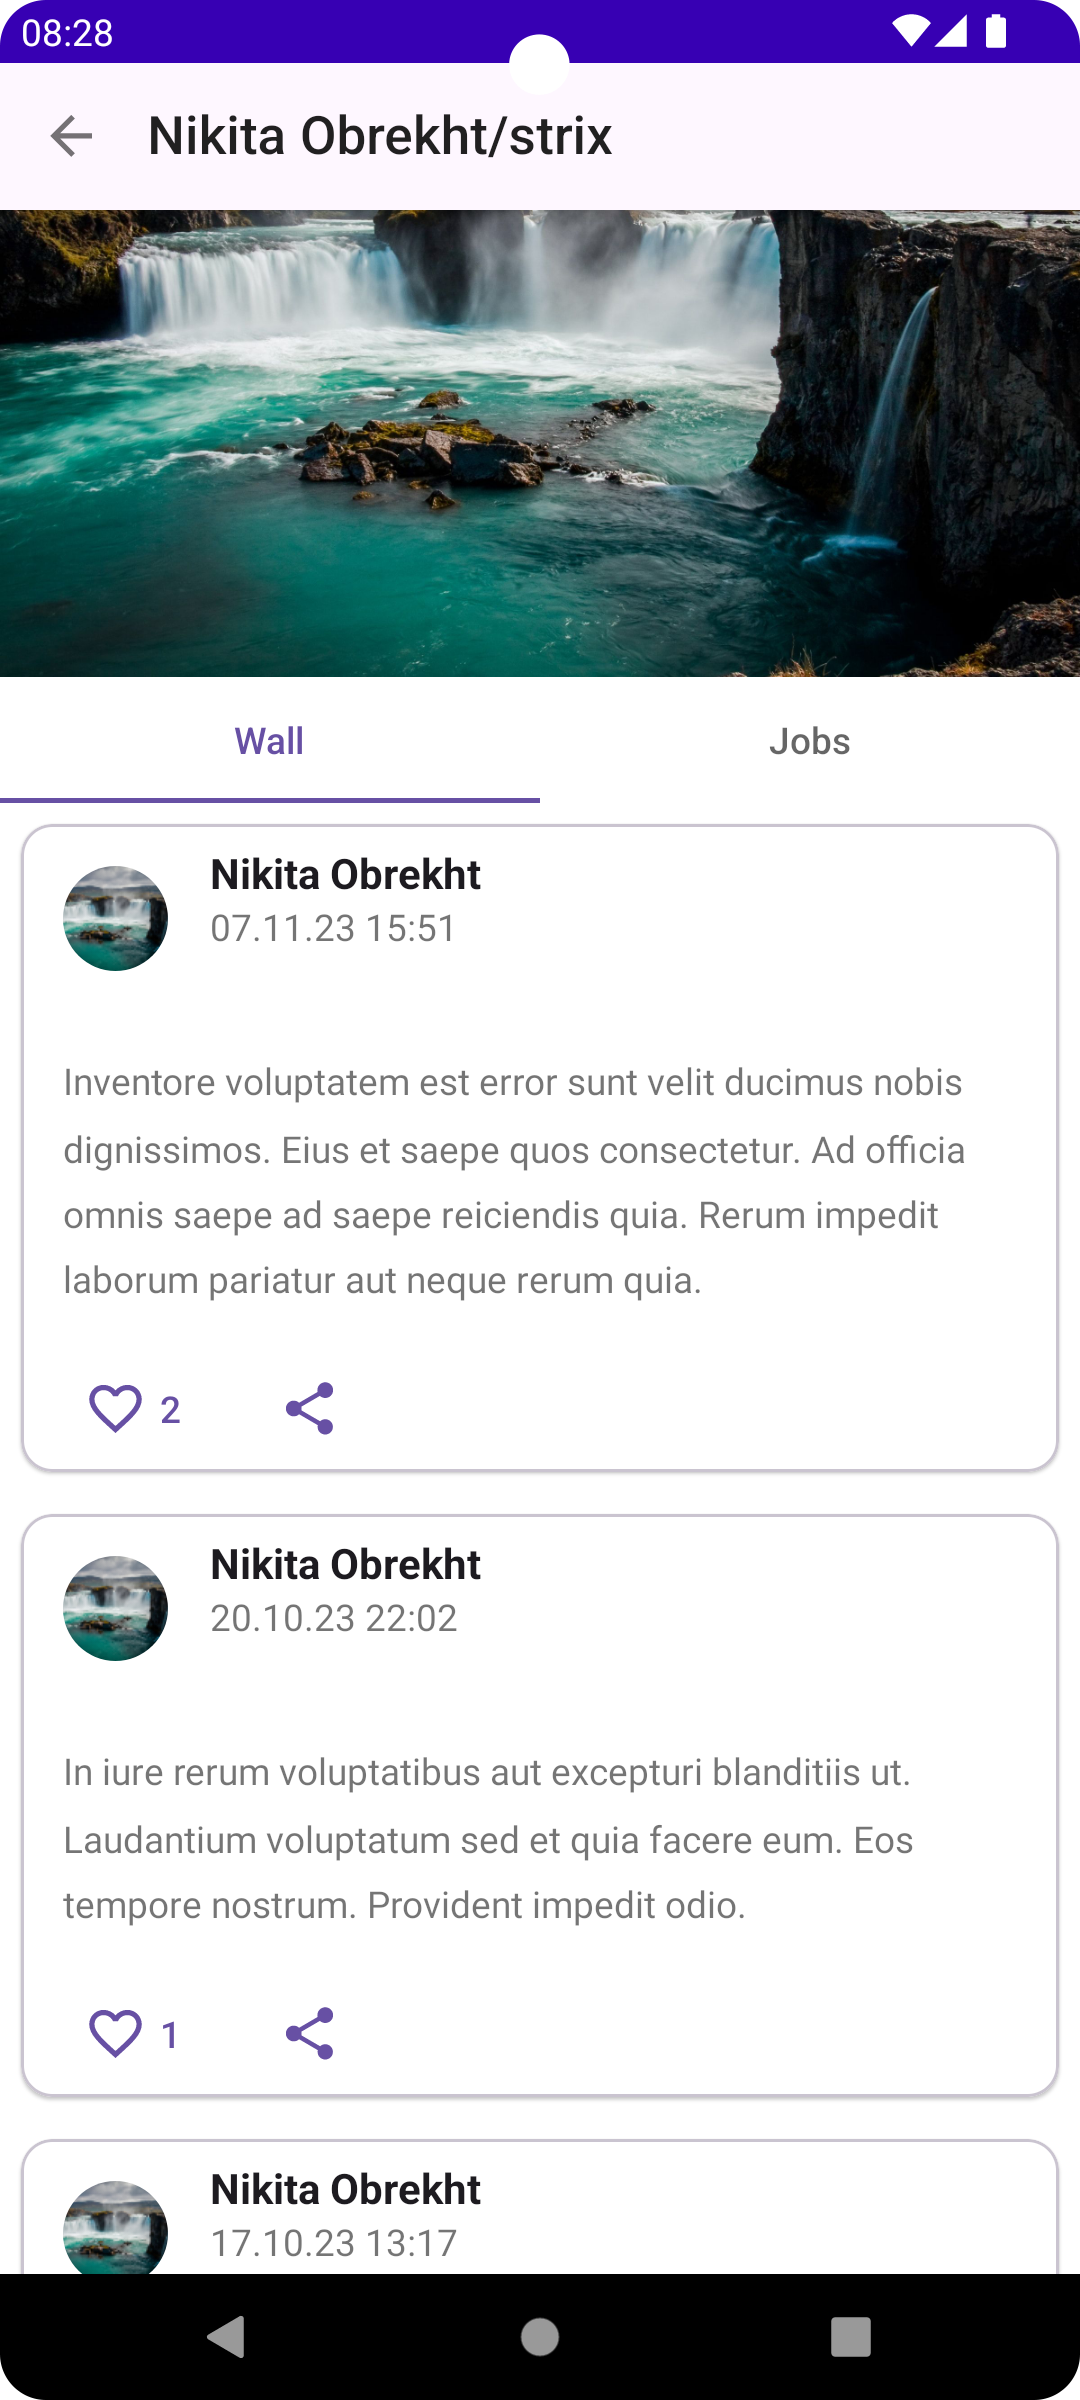 08:28
Nikita Obrekht/strix
Wall
Jobs
Nikita Obrekht
07.11.23 15:51
Inventore voluptatem est error sunt velit ducimus nobis
dignissimos. Eius et saepe quos consectetur. Ad officia
omnis saepe ad saepe reiciendis quia. Rerum impedit
laborum pariatur aut neque rerum quia.
2
Nikita Obrekht
20.10.23 22:02
In iure rerum voluptatibus aut excepturi blanditiis ut.
Laudantium voluptatum sed et quia facere eum. Eos
tempore nostrum. Provident impedit odio.
1
Nikita Obrekht
17.10.23 13:17